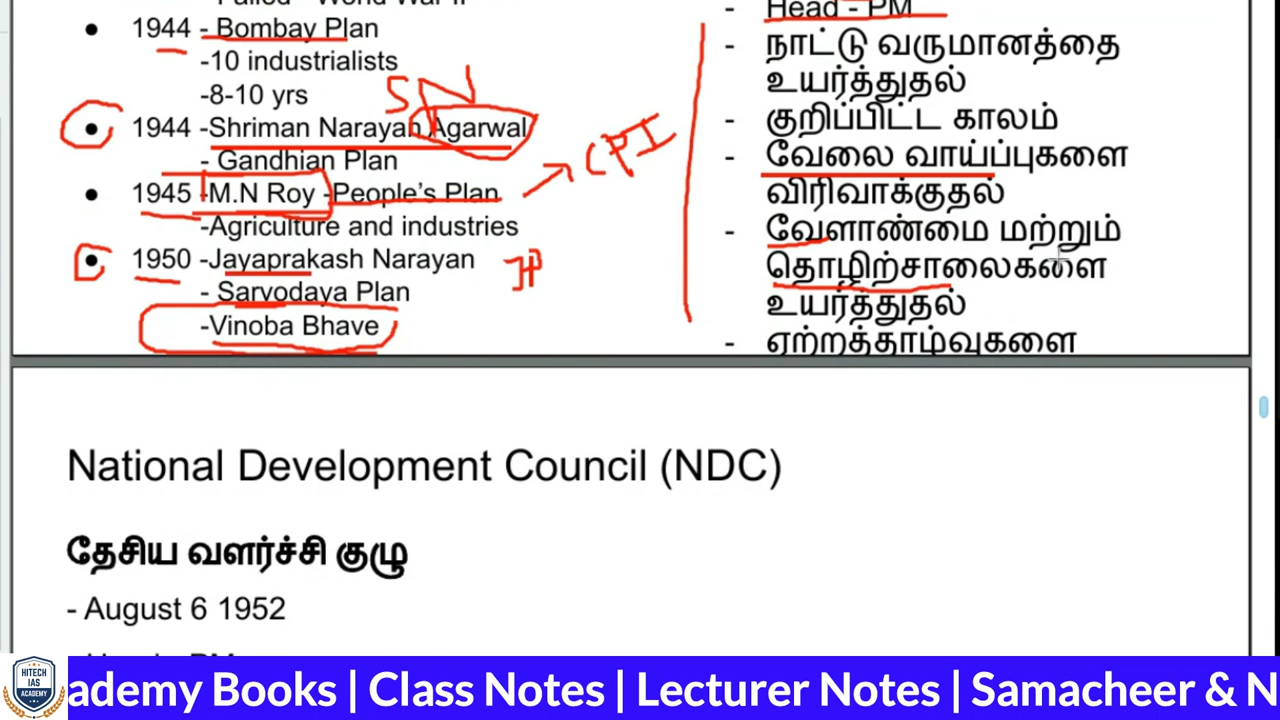 1944 - Bombay Plan
-10 industrialists
-8-10 yrs
SN
1944 -Shriman Narayan Agarwal
- Gandhian Plan
CPI
1945 -M.N Roy -People's Plan
-Agriculture and industries
1950 -Jayaprakash Narayan
JP
- Sarvodaya Plan
-Vinoba Bhave
Head - PM
- நாட்டு வருமானத்தை
உயர்த்துதல்
- குறிப்பிட்ட காலம்
- வேலை வாய்ப்புகளை
விரிவாக்குதல்
- வேளாண்மை மற்றும்
தொழிற்சாலைகளை
உயர்த்துதல்
- ஏற்றத்தாழ்வுகளை
National Development Council (NDC)
தேசிய வளர்ச்சி குழு
- August 6 1952
HITECH
IAS
ACADEMY
ademy Books | Class Notes | Lecturer Notes | Samacheer & N